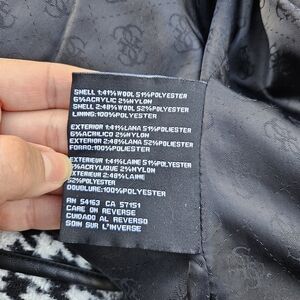 SHELL 1:41% WOOL 51% POLYESTER
6% ACRYLIC 2% NYLON
SHELL 2:48% WOOL 52% POLYESTER
LINING:100% POLYESTER
EXTERIOR 1:41% LANA 51% POLIESTER
6% ACRILICO 2% NYLON
EXTERIOR 2:48% LANA 52% POLIESTER
FORRO:100% POLIESTER
EXTERIEUR 1:41% LAINE 51% POLYESTER
6% ACRYLIQUE 2% NYLON
EXTERIEUR 2:48% LAINE
52% POLYESTER
DOUBLURE:100% POLYESTER
RN 54163 CA 57151
CARE ON REVERSE
CUIDADO AL REVERSO
SOIN SUR L'INVERSE